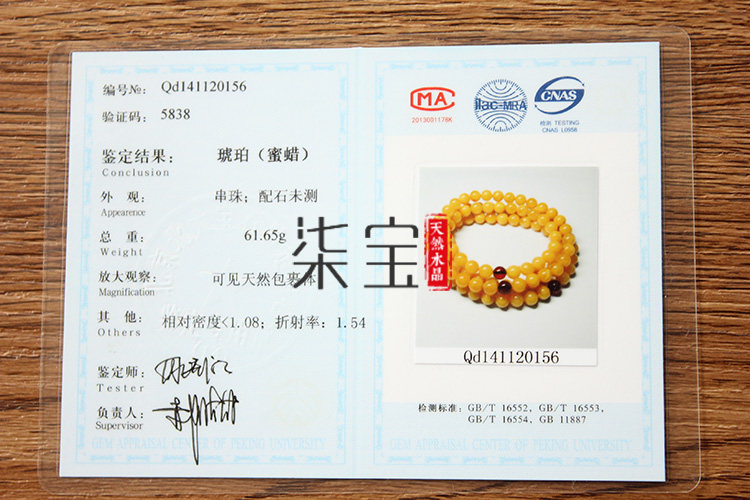 编号№: Qd141120156
验证码: 5838
鉴定结果: 琥珀（蜜蜡）
Conclusion
外 观: 串珠；配石未测
Appearence
总 重: 61.65g
Weight
放大观察: 可见天然包裹体
Magnification
其 他: 相对密度<1.08；折射率：1.54
Others
鉴定师:
Tester
负责人:
Supervisor
GEM APPRAISAL CENTER OF PEKING UNIVERSITY
MA
2013001178K
ilac-MRA
CNAS
检测 TESTING
CNAS L0958
Qd141120156
检测标准: GB/T 16552、GB/T 16553、
GB/T 16554、GB 11887
GEM APPRAISAL CENTER OF PEKING UNIVERSITY
柒宝
天然水晶